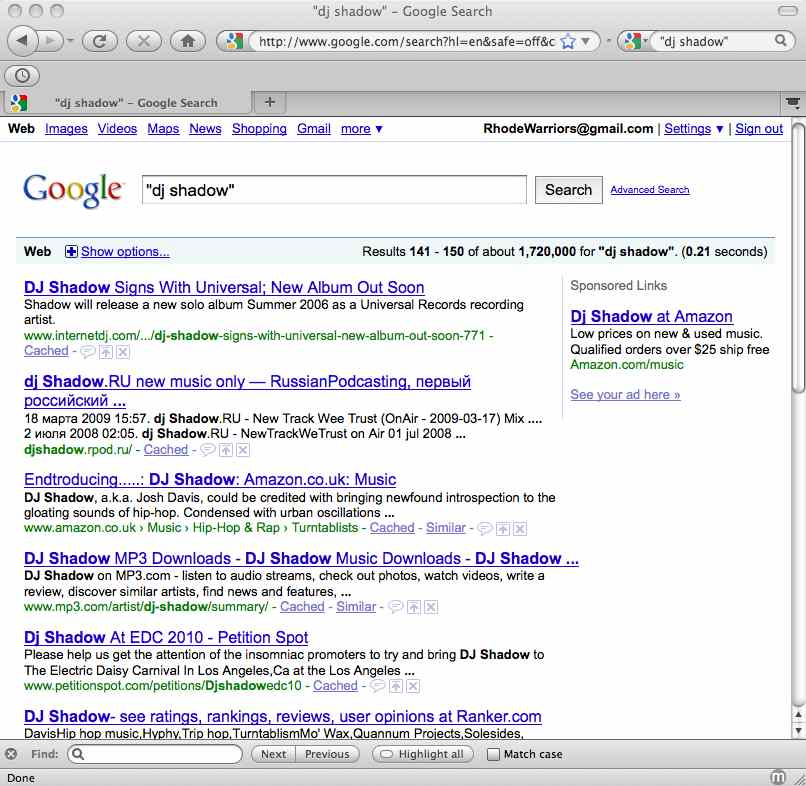 "dj shadow" – Google Search
http://www.google.com/search?hl=en&safe=off&c
"dj shadow"
"dj shadow" – Google Search
+
Web Images Videos Maps News Shopping Gmail more ▼
RhodeWarriors@gmail.com | Settings ▼ | Sign out
Google
"dj shadow"
Search
Advanced Search
Web Show options...
Results 141 - 150 of about 1,720,000 for "dj shadow". (0.21 seconds)
DJ Shadow Signs With Universal; New Album Out Soon
Shadow will release a new solo album Summer 2006 as a Universal Records recording
artist.
www.internetdj.com/.../dj-shadow-signs-with-universal-new-album-out-soon-771 -
Cached -
dj Shadow.RU new music only — RussianPodcasting, первый
российский ...
18 марта 2009 15:57. dj Shadow.RU - New Track Wee Trust (OnAir - 2009-03-17) Mix ....
2 июля 2008 02:05. dj Shadow.RU - NewTrackWeTrust on Air 01 jul 2008 ...
djshadow.rpod.ru/ - Cached -
Endtroducing.....: DJ Shadow: Amazon.co.uk: Music
DJ Shadow, a.k.a. Josh Davis, could be credited with bringing newfound introspection to the
gloating sounds of hip-hop. Condensed with urban oscillations ...
www.amazon.co.uk › Music › Hip-Hop & Rap › Turntablists - Cached - Similar -
DJ Shadow MP3 Downloads - DJ Shadow Music Downloads - DJ Shadow ...
DJ Shadow on MP3.com - listen to audio streams, check out photos, watch videos, write a
review, discover similar artists, find news and features, ...
www.mp3.com/artist/dj-shadow/summary/ - Cached - Similar -
Dj Shadow At EDC 2010 - Petition Spot
Please help us get the attention of the insomniac promoters to try and bring DJ Shadow to
The Electric Daisy Carnival In Los Angeles,Ca at the Los Angeles ...
www.petitionspot.com/petitions/Djshadowedc10 - Cached -
DJ Shadow- see ratings, rankings, reviews, user opinions at Ranker.com
DavisHip hop music,Hyphy,Trip hop,TurntablismMo' Wax,Quannum Projects,Solesides,
Sponsored Links
Dj Shadow at Amazon
Low prices on new & used music.
Qualified orders over $25 ship free
Amazon.com/music
See your ad here »
Find:
Next Previous
Highlight all
Match case
Done
m